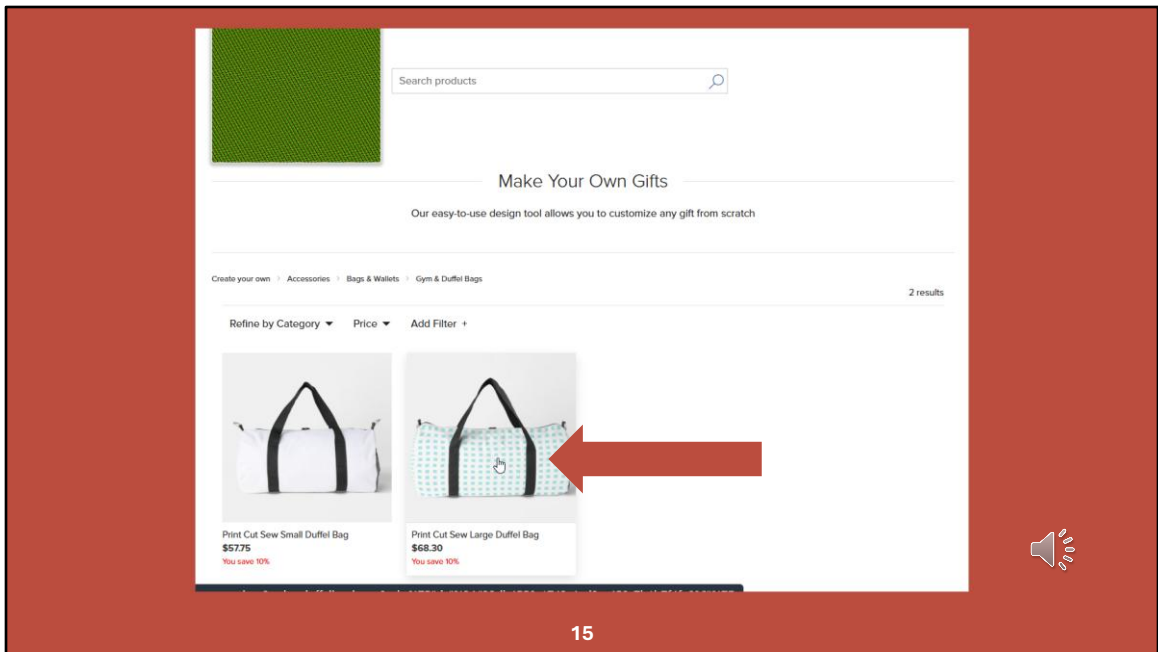 Search products
Make Your Own Gifts
Our easy-to-use design tool allows you to customize any gift from scratch
Create your own Accessories Bags & Wallets Gym & Duffel Bags
2 results
Refine by Category Price Add Filter +
Print Cut Sew Small Duffel Bag
$57.75
You save 10%
Print Cut Sew Large Duffel Bag
$68.30
You save 10%
15